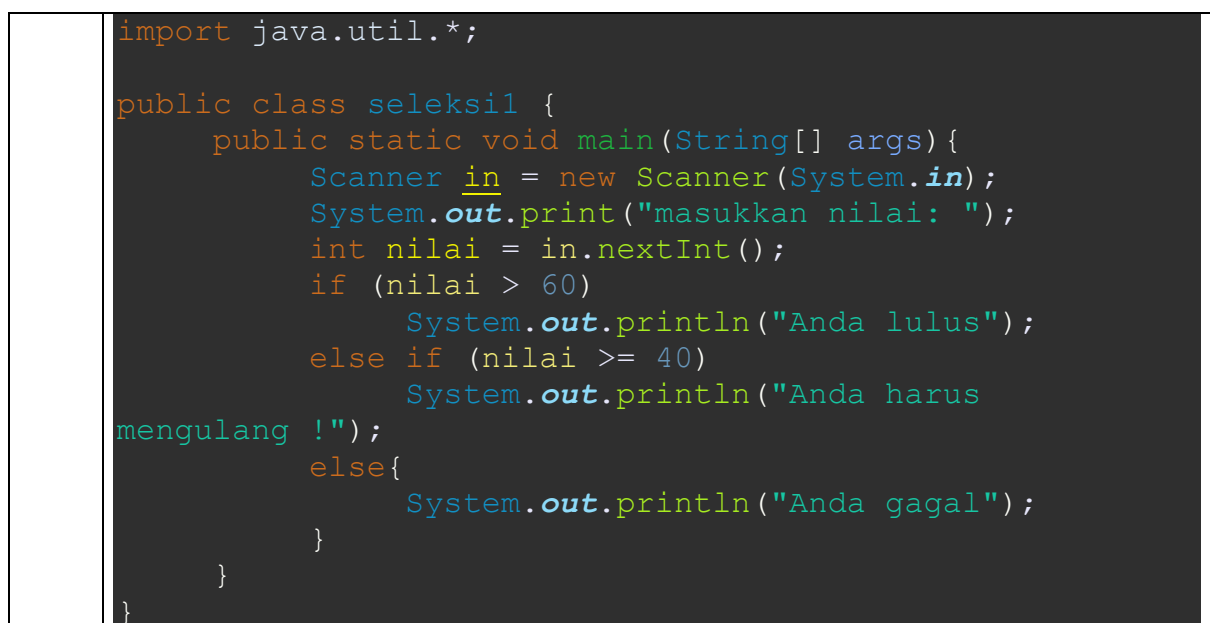 import java.util.*;
public class seleksi1 {
public static void main(String[] args){
Scanner in = new Scanner(System.in);
System.out.print("masukkan nilai: ");
int nilai = in.nextInt();
if (nilai > 60)
System.out.println("Anda lulus");
else if (nilai >= 40)
System.out.println("Anda harus
mengulang !");
else{
System.out.println("Anda gagal");
}
}
}